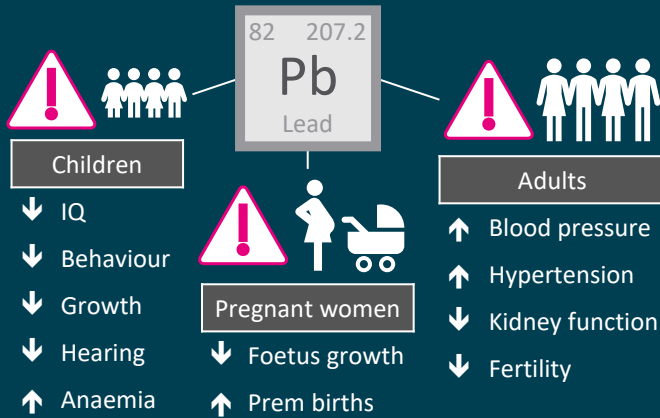 82 207.2
Pb
Lead
Children
↓ IQ
↓ Behaviour
↓ Growth
↓ Hearing
↑ Anaemia
Pregnant women
↓ Foetus growth
↑ Prem births
Adults
↑ Blood pressure
↑ Hypertension
↓ Kidney function
↓ Fertility